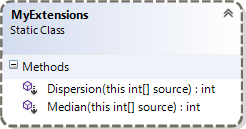 MyExtensions
Static Class
Methods
Dispersion(this int[] source) : int
Median(this int[] source) : int